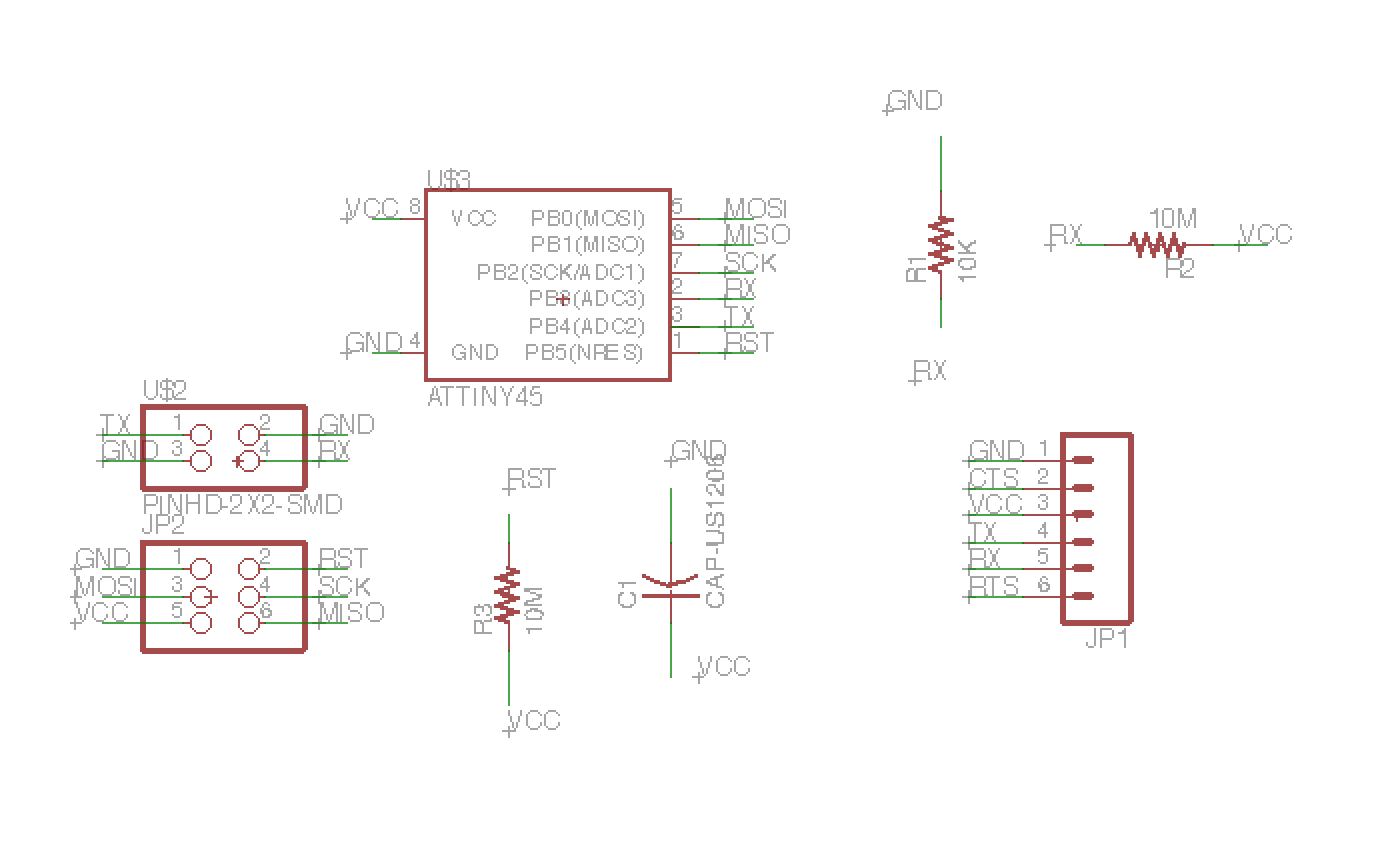 GND
U$3
VCC 8 VCC PB0(MOSI) 5 MOSI
PB1(MISO) 6 MISO
PB2(SCK/ADC1) 7 SCK
PB3(ADC3) 2 RX
PB4(ADC2) 3 TX
GND 4 GND PB5(NRES) 1 RST
ATTINY45
R1
10K
RX
10M
RX VCC
R2
U$2
TX 1 2 GND
GND 3 4 RX
PINHD-2X2-SMD
JP2
GND 1 2 RST
MOSI 3 4 SCK
VCC 5 6 MISO
RST
R3
10M
VCC
GND
C1
CAP-US1206
VCC
GND 1
CTS 2
VCC 3
TX 4
RX 5
RTS 6
JP1